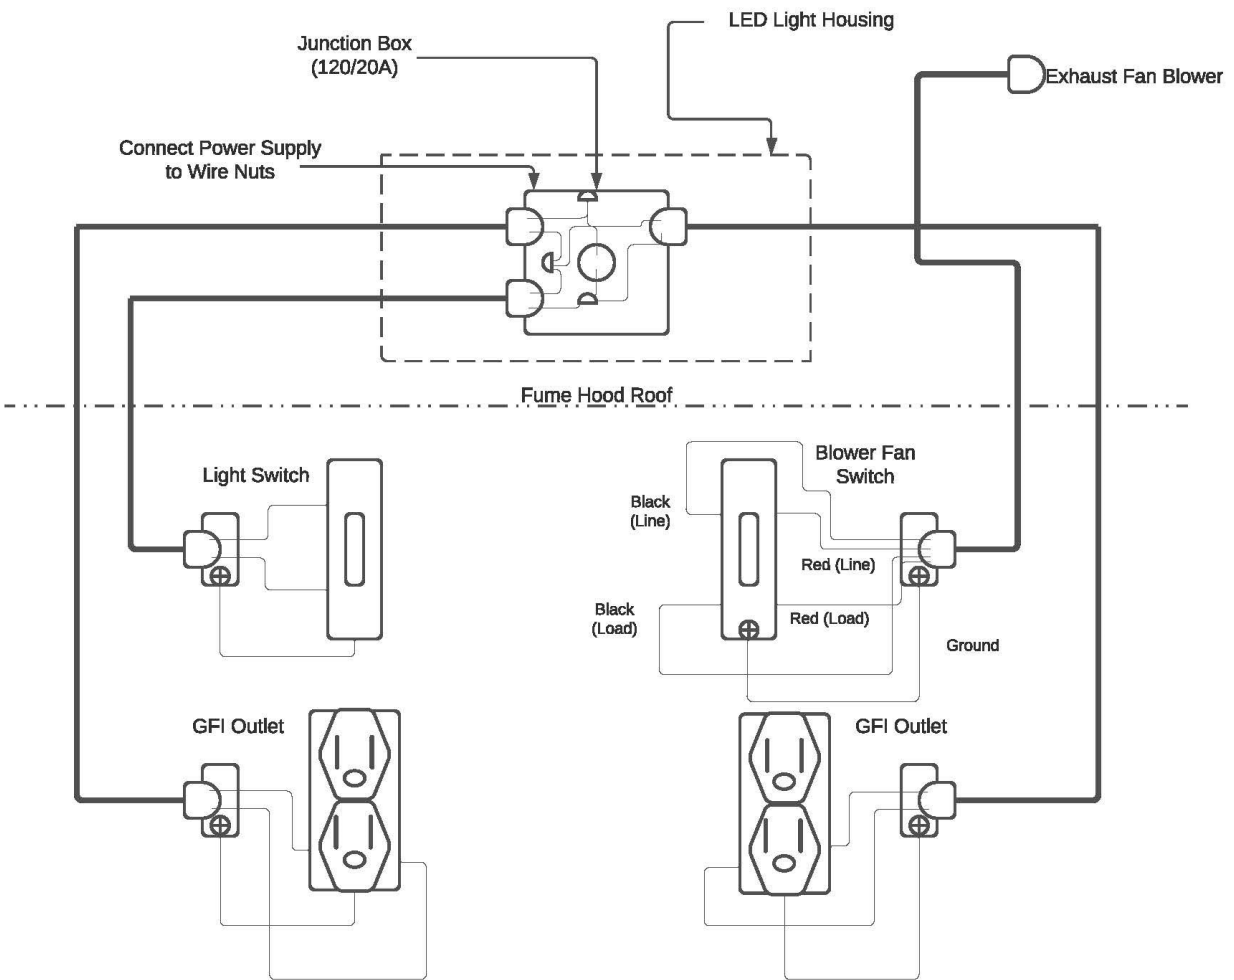 LED Light Housing
Junction Box
(120/20A)
Exhaust Fan Blower
Connect Power Supply
to Wire Nuts
Fume Hood Roof
Light Switch
Blower Fan
Switch
Black
(Line)
Red (Line)
Black
(Load)
Red (Load)
Ground
GFI Outlet
GFI Outlet